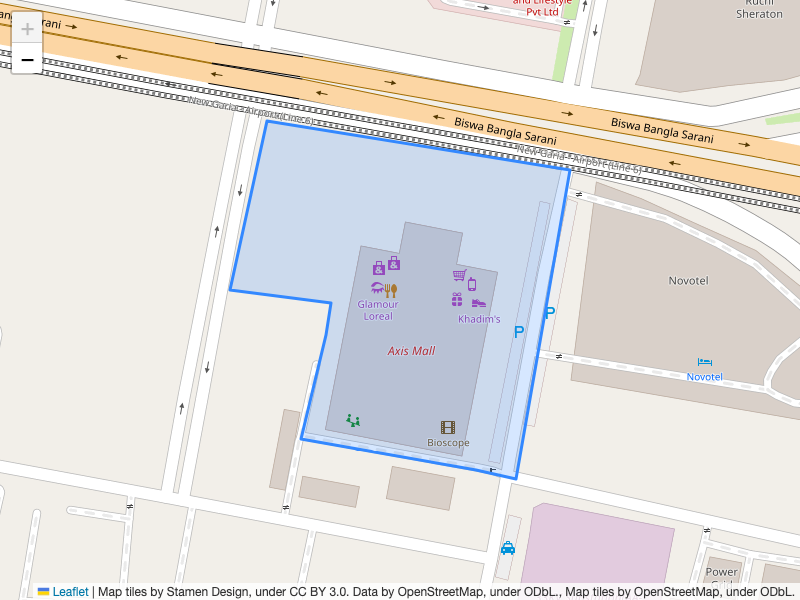 and Lifestyle
Pvt Ltd
Ruchi
Sheraton
Sarani
+
−
New Garia - Airport (Line 6)
Biswa Bangla Sarani
Biswa Bangla Sarani
New Garia - Airport (Line 6)
Novotel
Glamour
Loreal
Khadim's
P
P
Axis Mall
Novotel
Bioscope
Power
Leaflet | Map tiles by Stamen Design, under CC BY 3.0. Data by OpenStreetMap, under ODbL., Map tiles by OpenStreetMap, under ODbL.